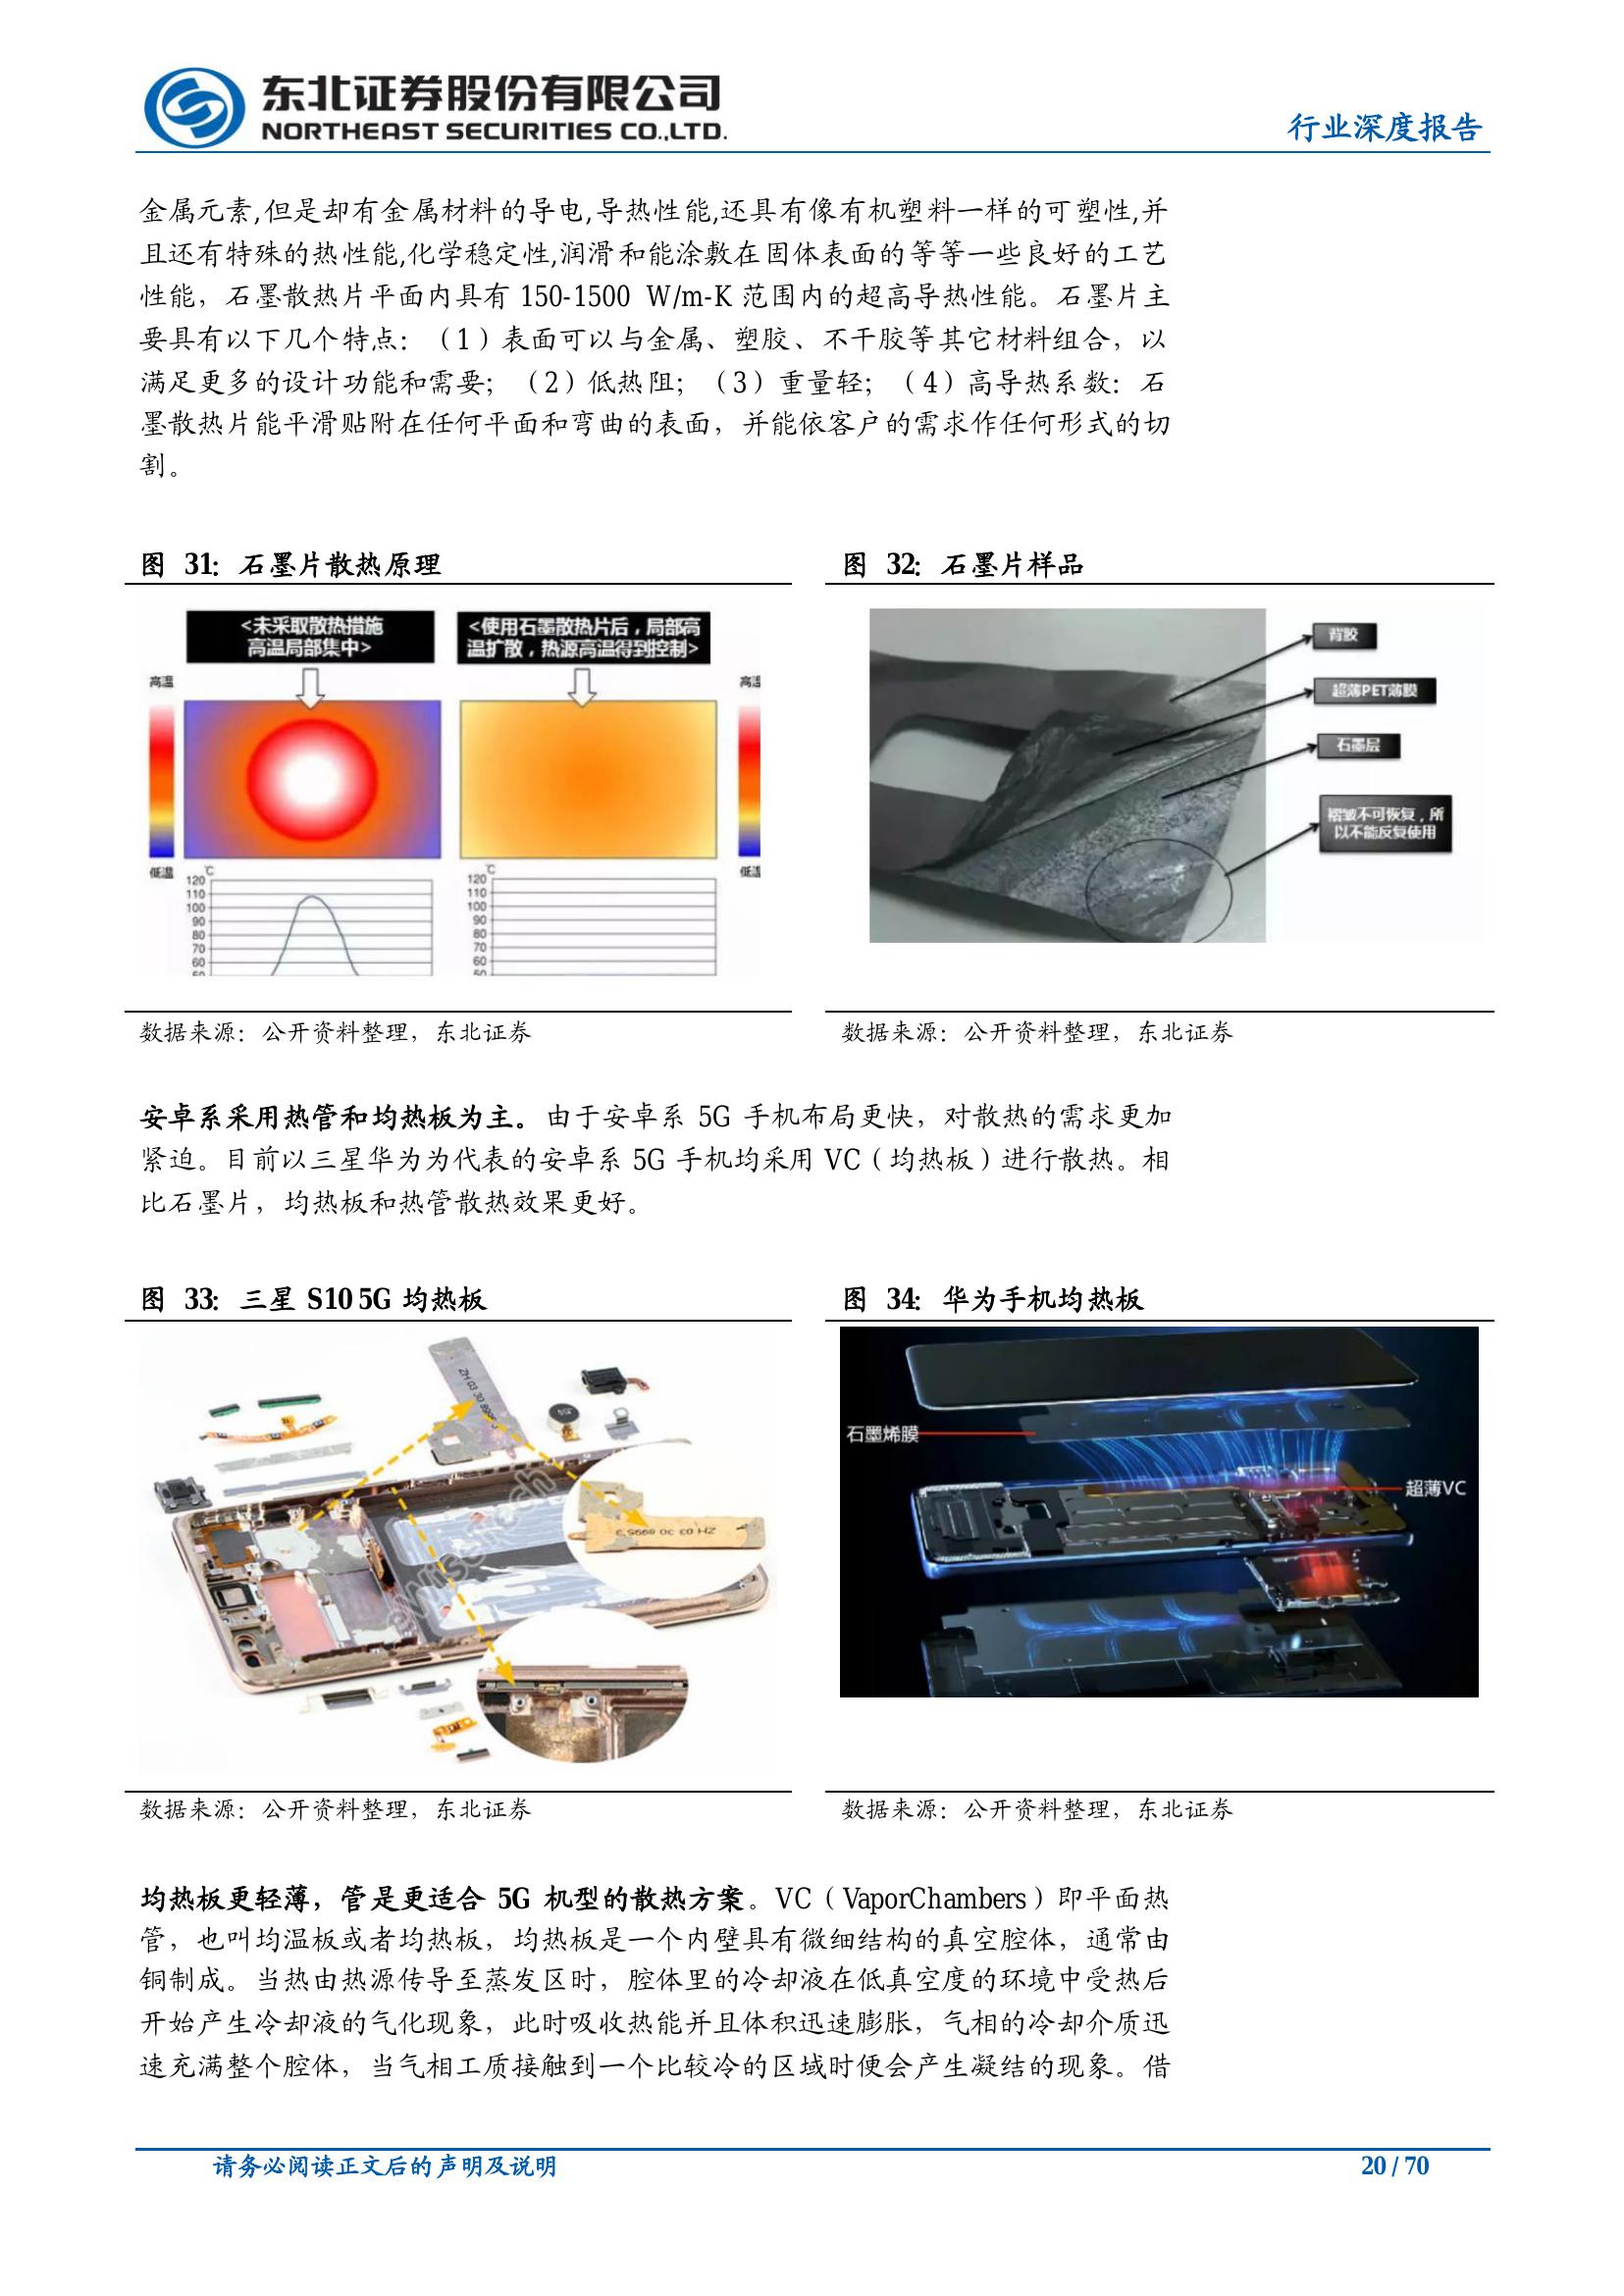 东北证券股份有限公司
NORTHEAST SECURITIES CO.,LTD.
行业深度报告
金属元素,但是却有金属材料的导电,导热性能,还具有像有机塑料一样的可塑性,并
且还有特殊的热性能,化学稳定性,润滑和能涂敷在固体表面的等等一些良好的工艺
性能，石墨散热片平面内具有 150-1500 W/m-K 范围内的超高导热性能。石墨片主
要具有以下几个特点：（1）表面可以与金属、塑胶、不干胶等其它材料组合，以
满足更多的设计功能和需要；（2）低热阻；（3）重量轻；（4）高导热系数：石
墨散热片能平滑贴附在任何平面和弯曲的表面，并能依客户的需求作任何形式的切
割。
图 31：石墨片散热原理
<未采取散热措施
高温局部集中>
<使用石墨散热片后，局部高
温扩散，热源高温得到控制>
高温
高温
低温
低温
℃
120
110
100
90
80
70
60
50
℃
120
110
100
90
80
70
60
50
数据来源：公开资料整理，东北证券
图 32：石墨片样品
背胶
超薄PET薄膜
石墨层
褶皱不可恢复，所
以不能反复使用
数据来源：公开资料整理，东北证券
安卓系采用热管和均热板为主。由于安卓系 5G 手机布局更快，对散热的需求更加
紧迫。目前以三星华为为代表的安卓系 5G 手机均采用 VC（均热板）进行散热。相
比石墨片，均热板和热管散热效果更好。
图 33：三星 S10 5G 均热板
ZH 03 30 8995 3
ZH 03 30 8995 3
eWiseTech
数据来源：公开资料整理，东北证券
图 34：华为手机均热板
石墨烯膜
超薄VC
数据来源：公开资料整理，东北证券
均热板更轻薄，管是更适合 5G 机型的散热方案。VC（VaporChambers）即平面热
管，也叫均温板或者均热板，均热板是一个内壁具有微细结构的真空腔体，通常由
铜制成。当热由热源传导至蒸发区时，腔体里的冷却液在低真空度的环境中受热后
开始产生冷却液的气化现象，此时吸收热能并且体积迅速膨胀，气相的冷却介质迅
速充满整个腔体，当气相工质接触到一个比较冷的区域时便会产生凝结的现象。借
请务必阅读正文后的声明及说明
20 / 70